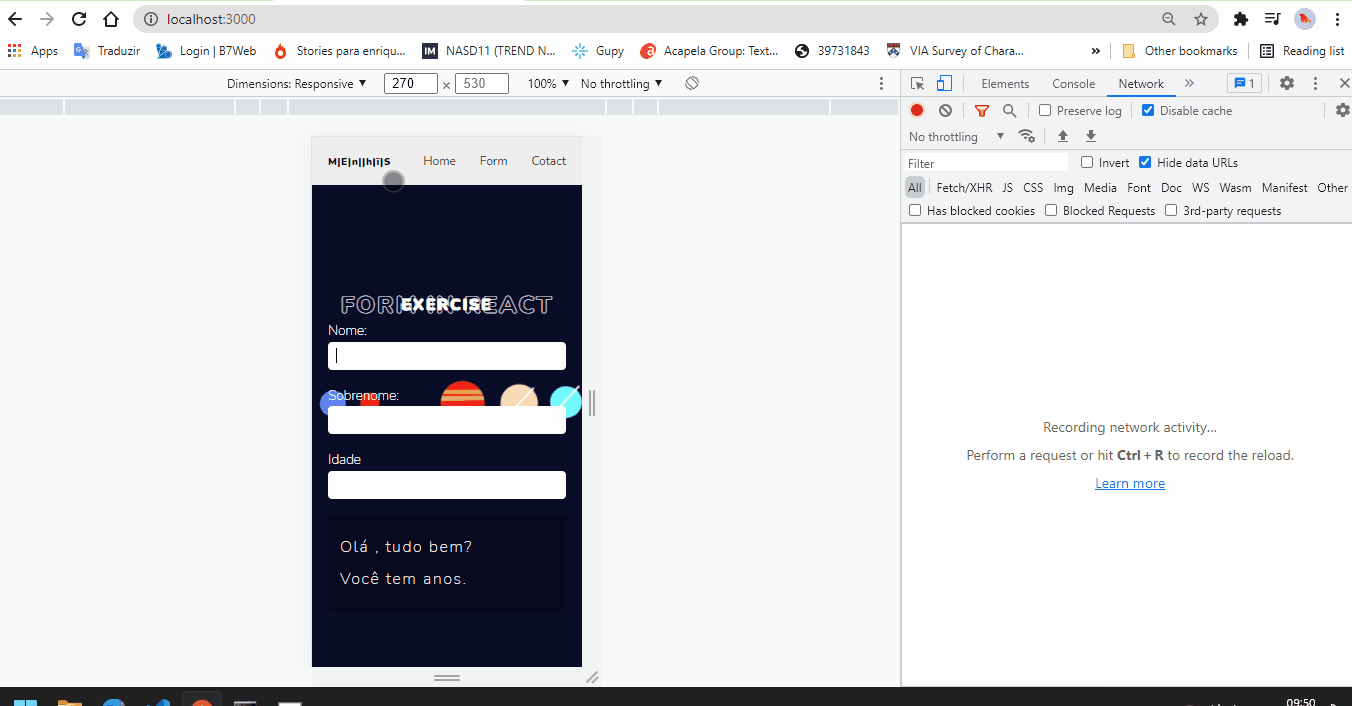 localhost:3000
Apps Traduzir Login | B7Web Stories para enriqu... IM NASD11 (TREND N... Gupy Acapela Group: Text... 39731843 VIA Survey of Chara... » Other bookmarks Reading list
Dimensions: Responsive ▼ 270 × 530 100% ▼ No throttling ▼
Elements Console Network » 1
Preserve log Disable cache
No throttling ▼
Filter Invert Hide data URLs
All Fetch/XHR JS CSS Img Media Font Doc WS Wasm Manifest Other
Has blocked cookies Blocked Requests 3rd-party requests
Recording network activity...
Perform a request or hit Ctrl + R to record the reload.
Learn more
M|E|n||h|ï|S Home Form Cotact
FORM IN REACT
EXERCISE
Nome:
Sobrenome:
Idade
Olá , tudo bem?
Você tem anos.
09:50